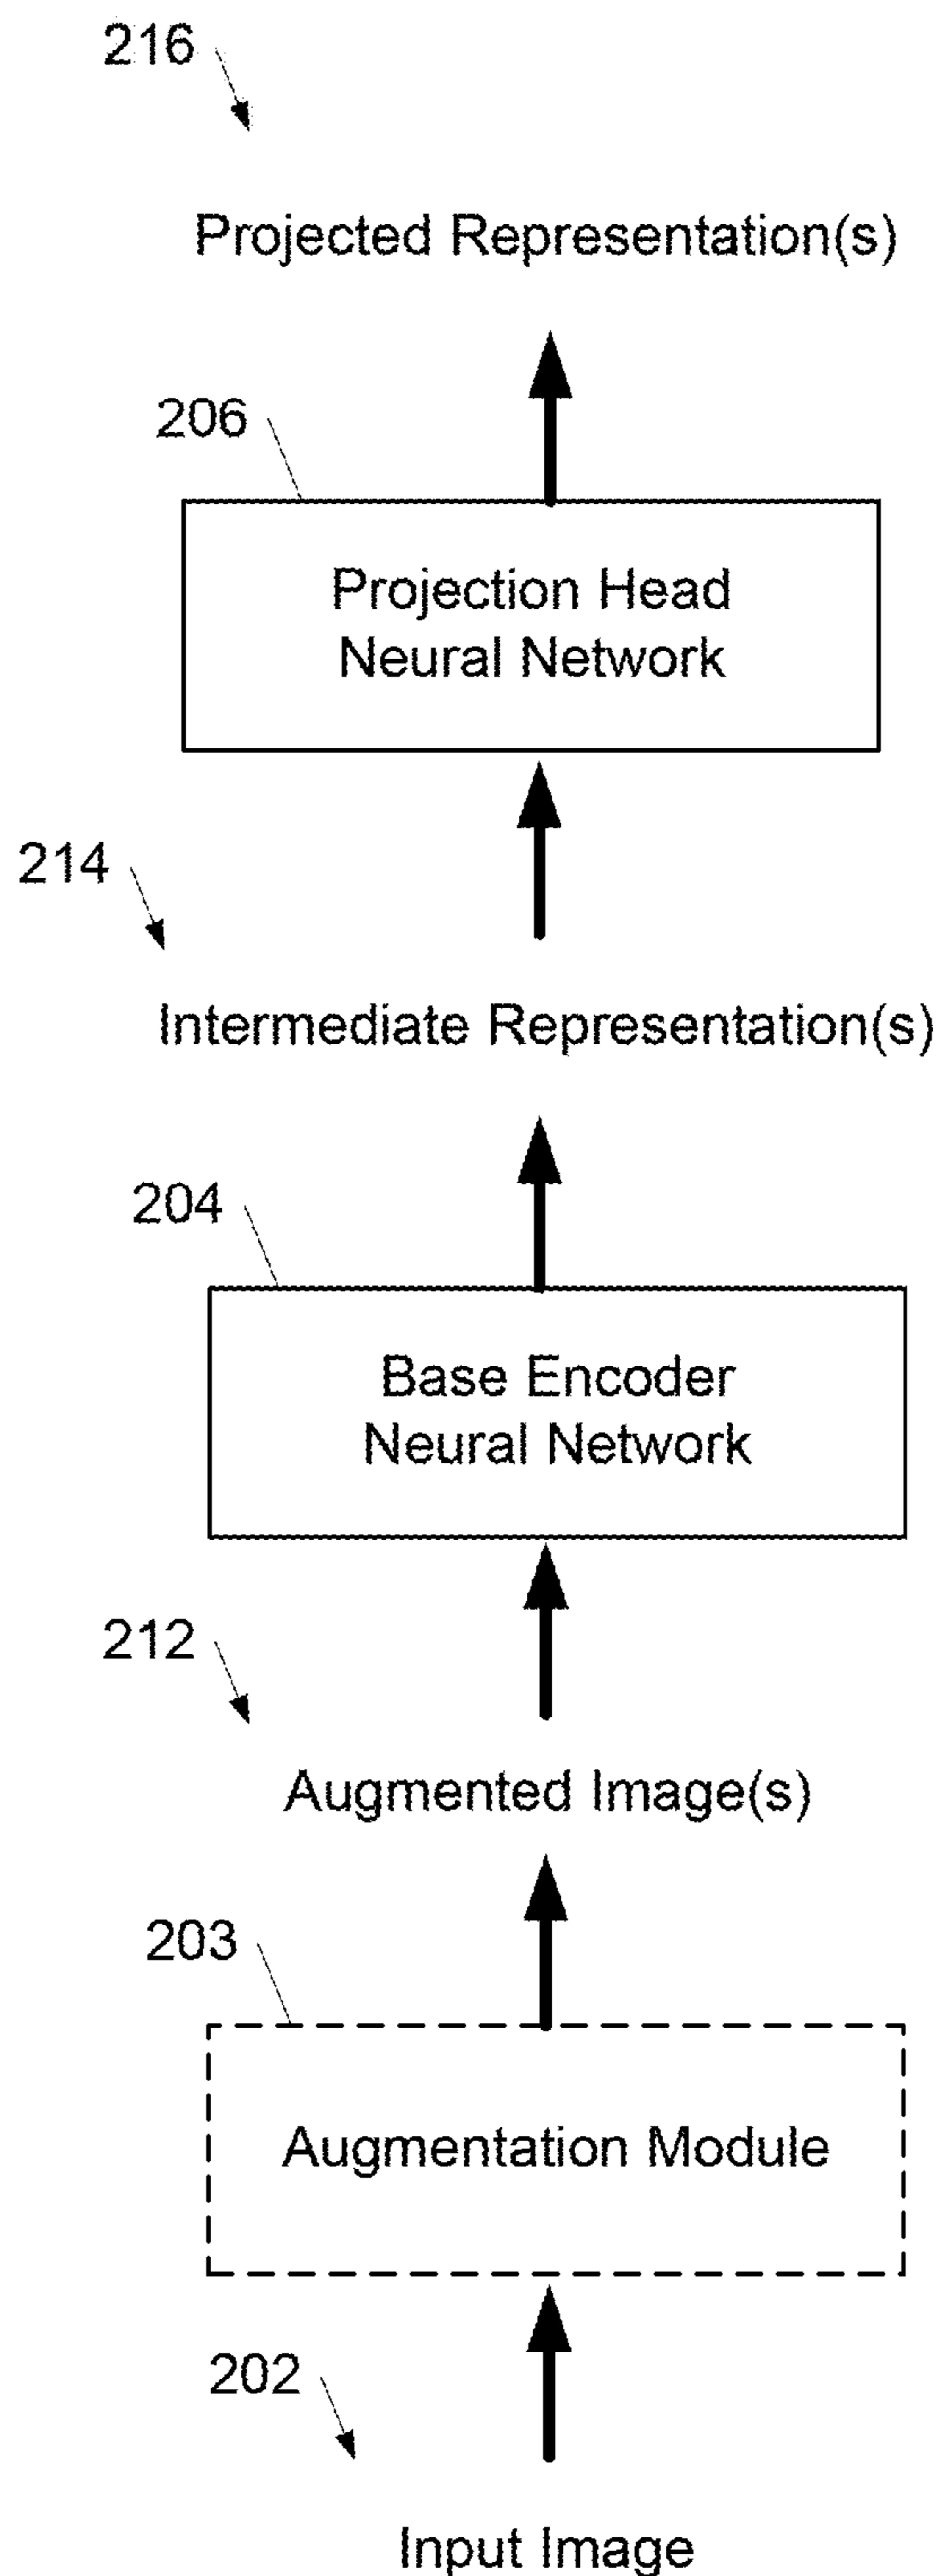 216
Projected Representation(s)
206
Projection Head
Neural Network
214
Intermediate Representation(s)
204
Base Encoder
Neural Network
212
Augmented Image(s)
203
Augmentation Module
202
Input Image